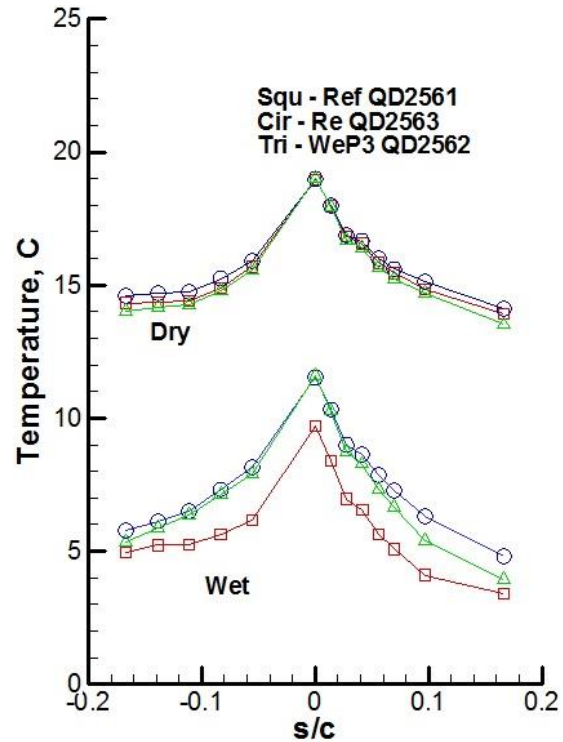 25
20
15
10
5
0
Temperature, C
Squ - Ref QD2561
Cir - Re QD2563
Tri - WeP3 QD2562
Dry
Wet
-0.2
-0.1
0
0.1
0.2
s/c